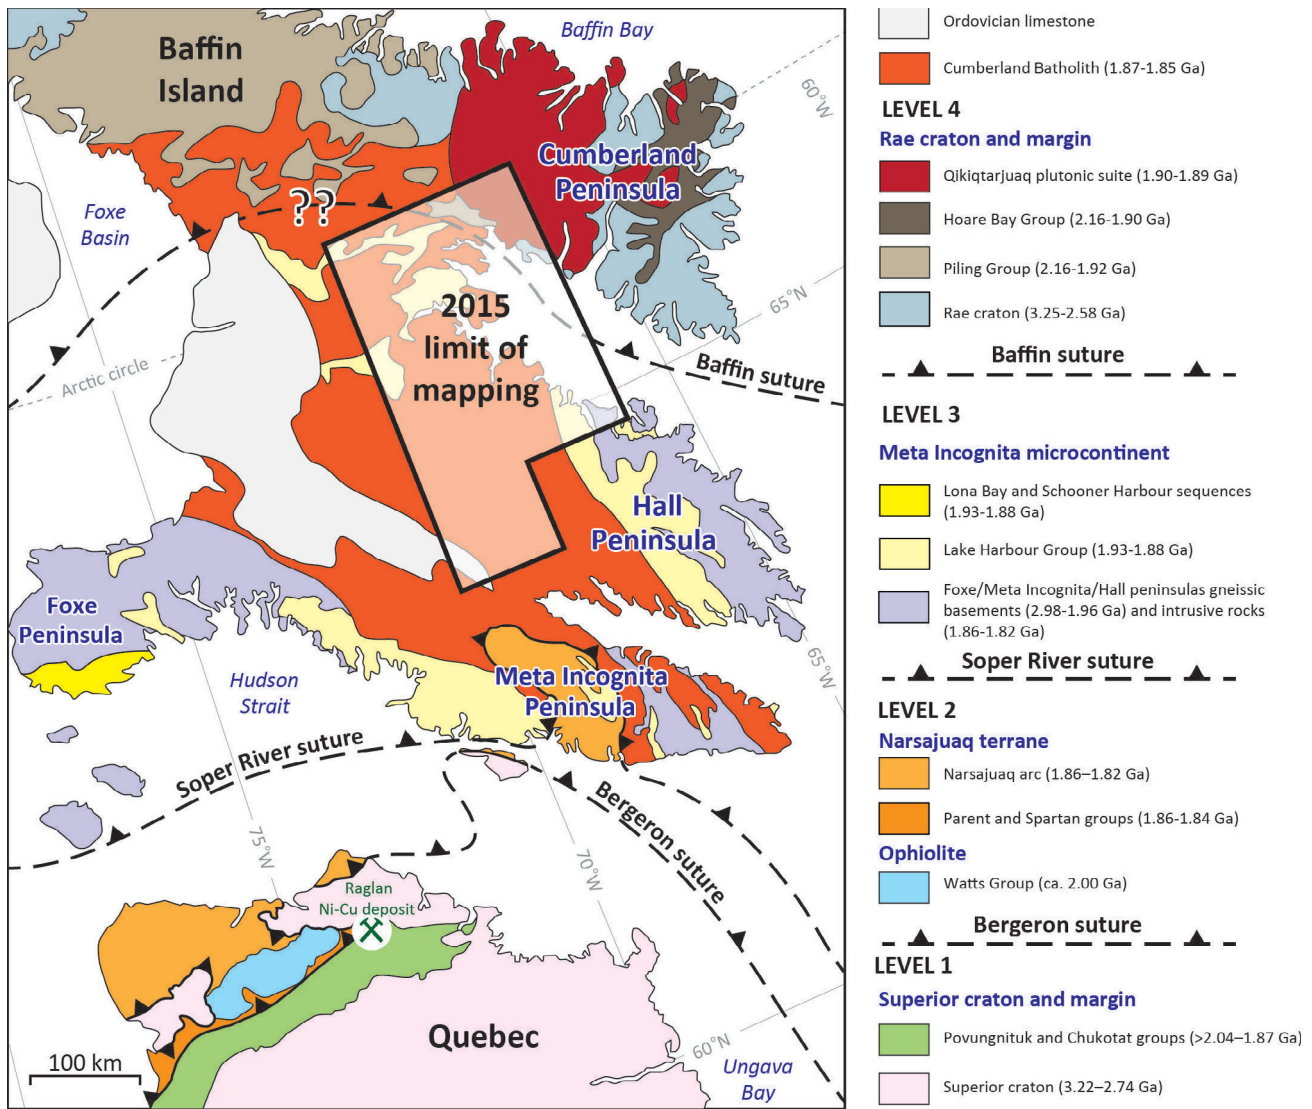 Baffin
Island
Baffin Bay
60°W
Cumberland
Peninsula
??
Foxe
Basin
65°N
2015
limit of
mapping
Arctic circle
Baffin suture
Hall
Peninsula
Foxe
Peninsula
65°W
Meta Incognita
Peninsula
Hudson
Strait
Soper River suture
Bergeron suture
75°W
70°W
Raglan
Ni-Cu deposit
Quebec
60°N
100 km
Ungava
Bay
Ordovician limestone
Cumberland Batholith (1.87-1.85 Ga)
LEVEL 4
Rae craton and margin
Qikiqtarjuaq plutonic suite (1.90-1.89 Ga)
Hoare Bay Group (2.16-1.90 Ga)
Piling Group (2.16-1.92 Ga)
Rae craton (3.25-2.58 Ga)
Baffin suture
LEVEL 3
Meta Incognita microcontinent
Lona Bay and Schooner Harbour sequences
(1.93-1.88 Ga)
Lake Harbour Group (1.93-1.88 Ga)
Foxe/Meta Incognita/Hall peninsulas gneissic
basements (2.98-1.96 Ga) and intrusive rocks
(1.86-1.82 Ga)
Soper River suture
LEVEL 2
Narsajuaq terrane
Narsajuaq arc (1.86–1.82 Ga)
Parent and Spartan groups (1.86-1.84 Ga)
Ophiolite
Watts Group (ca. 2.00 Ga)
Bergeron suture
LEVEL 1
Superior craton and margin
Povungnituk and Chukotat groups (>2.04–1.87 Ga)
Superior craton (3.22–2.74 Ga)